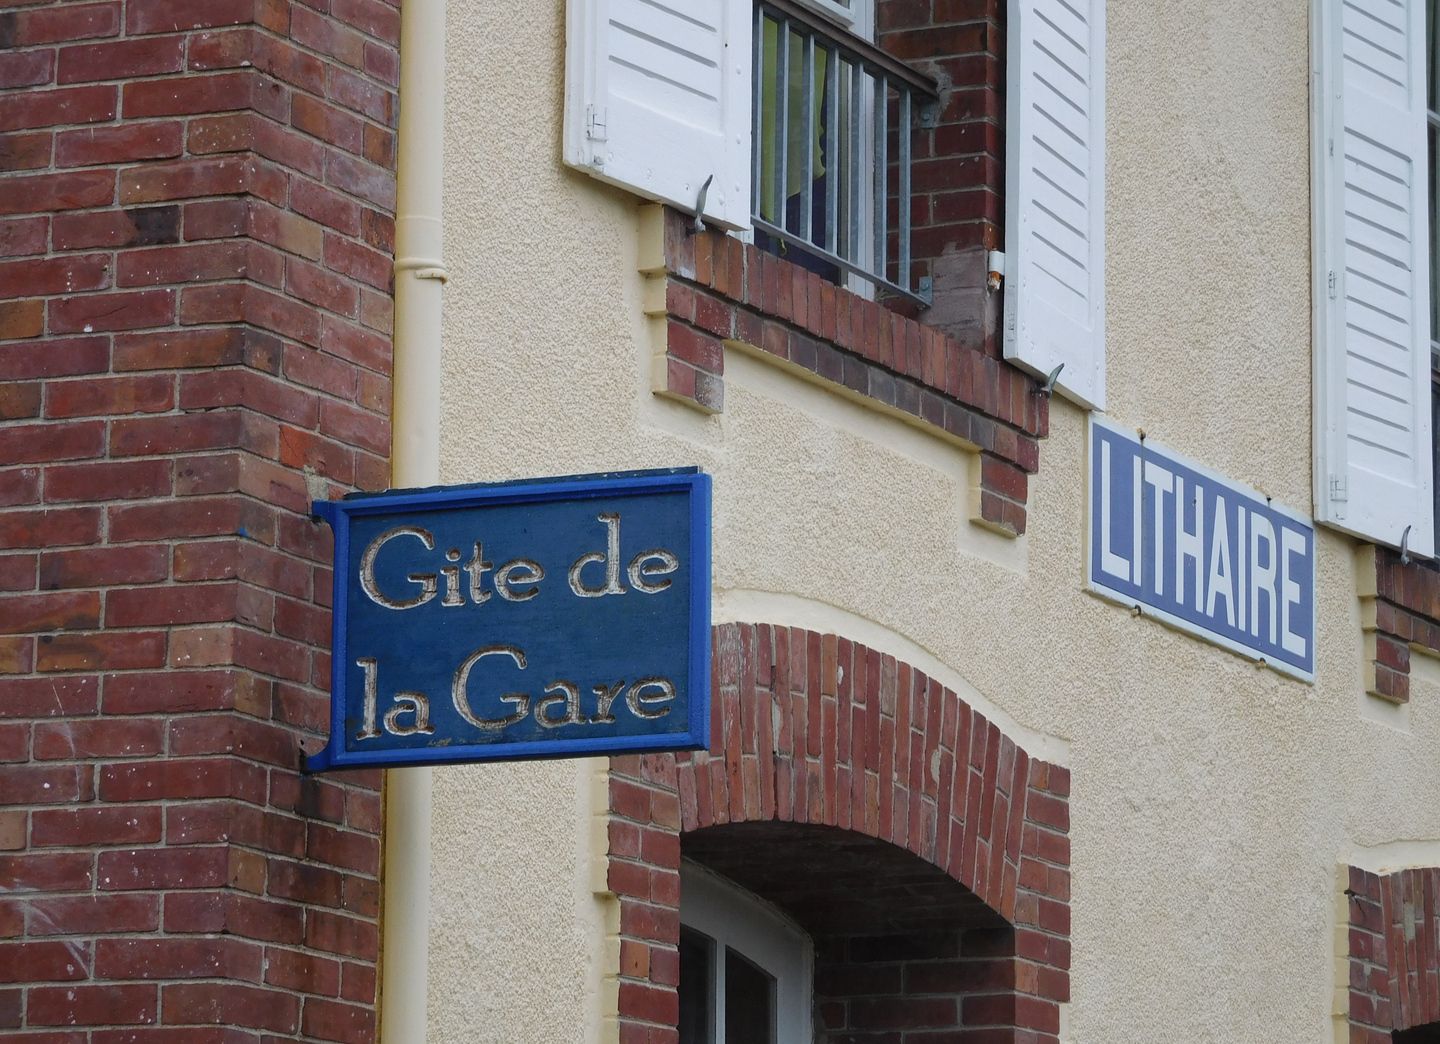 Gite de
la Gare
LITHAIRE